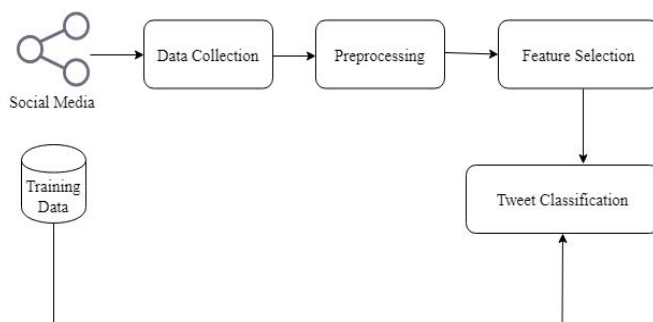 Data Collection
Preprocessing
Feature Selection
Social Media
Training
Data
Tweet Classification